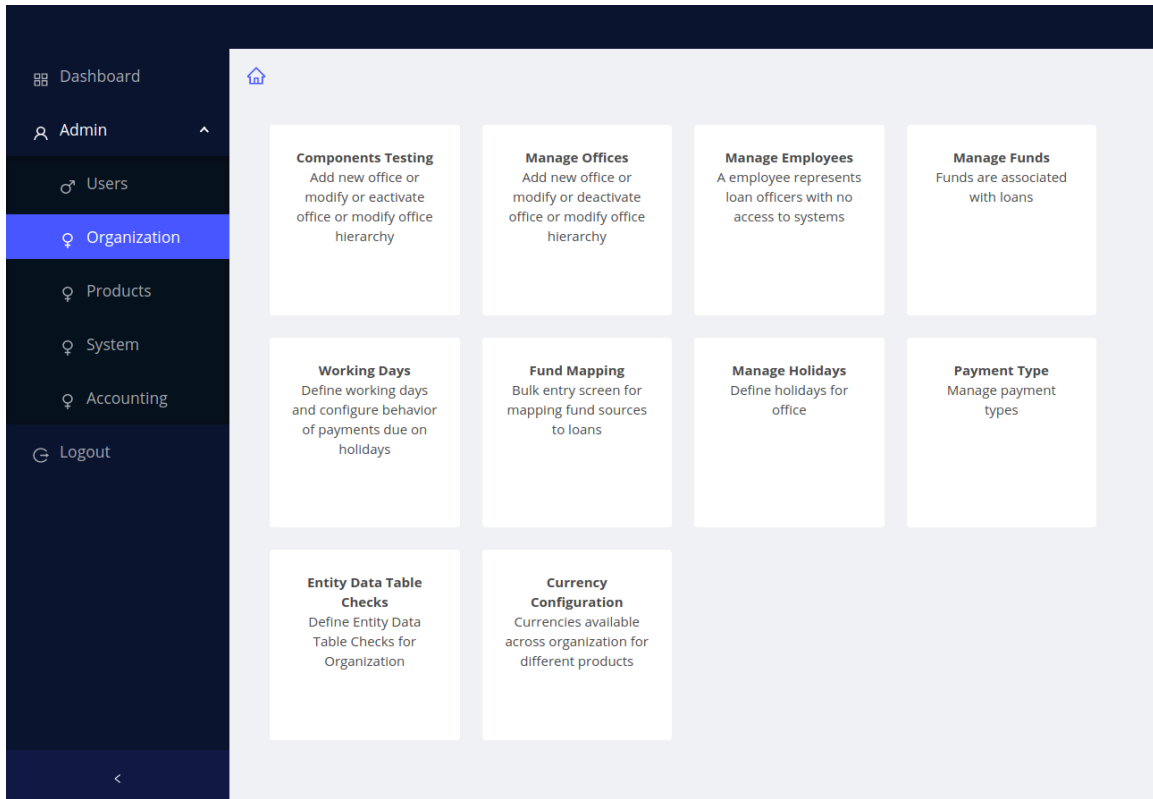 Dashboard
Admin
Users
Organization
Products
System
Accounting
Logout
Components Testing
Add new office or
modify or eactivate
office or modify office
hierarchy
Manage Offices
Add new office or
modify or deactivate
office or modify office
hierarchy
Manage Employees
A employee represents
loan officers with no
access to systems
Manage Funds
Funds are associated
with loans
Working Days
Define working days
and configure behavior
of payments due on
holidays
Fund Mapping
Bulk entry screen for
mapping fund sources
to loans
Manage Holidays
Define holidays for
office
Payment Type
Manage payment
types
Entity Data Table
Checks
Define Entity Data
Table Checks for
Organization
Currency
Configuration
Currencies available
across organization for
different products